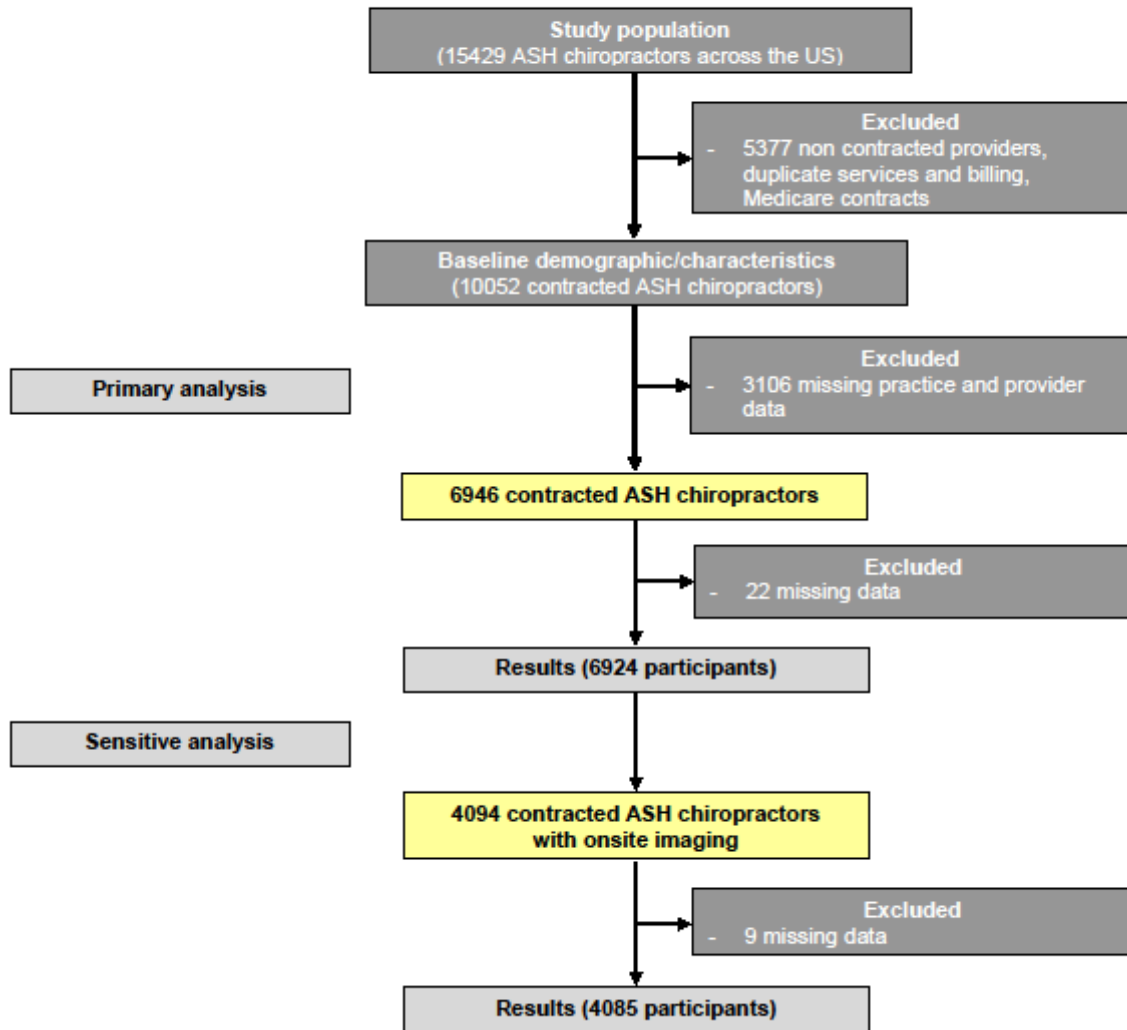 Study population
(15429 ASH chiropractors across the US)
Excluded
- 5377 non contracted providers,
duplicate services and billing,
Medicare contracts
Baseline demographic/characteristics
(10052 contracted ASH chiropractors)
Excluded
- 3106 missing practice and provider
data
Primary analysis
6946 contracted ASH chiropractors
Excluded
- 22 missing data
Results (6924 participants)
Sensitive analysis
4094 contracted ASH chiropractors
with onsite imaging
Excluded
- 9 missing data
Results (4085 participants)